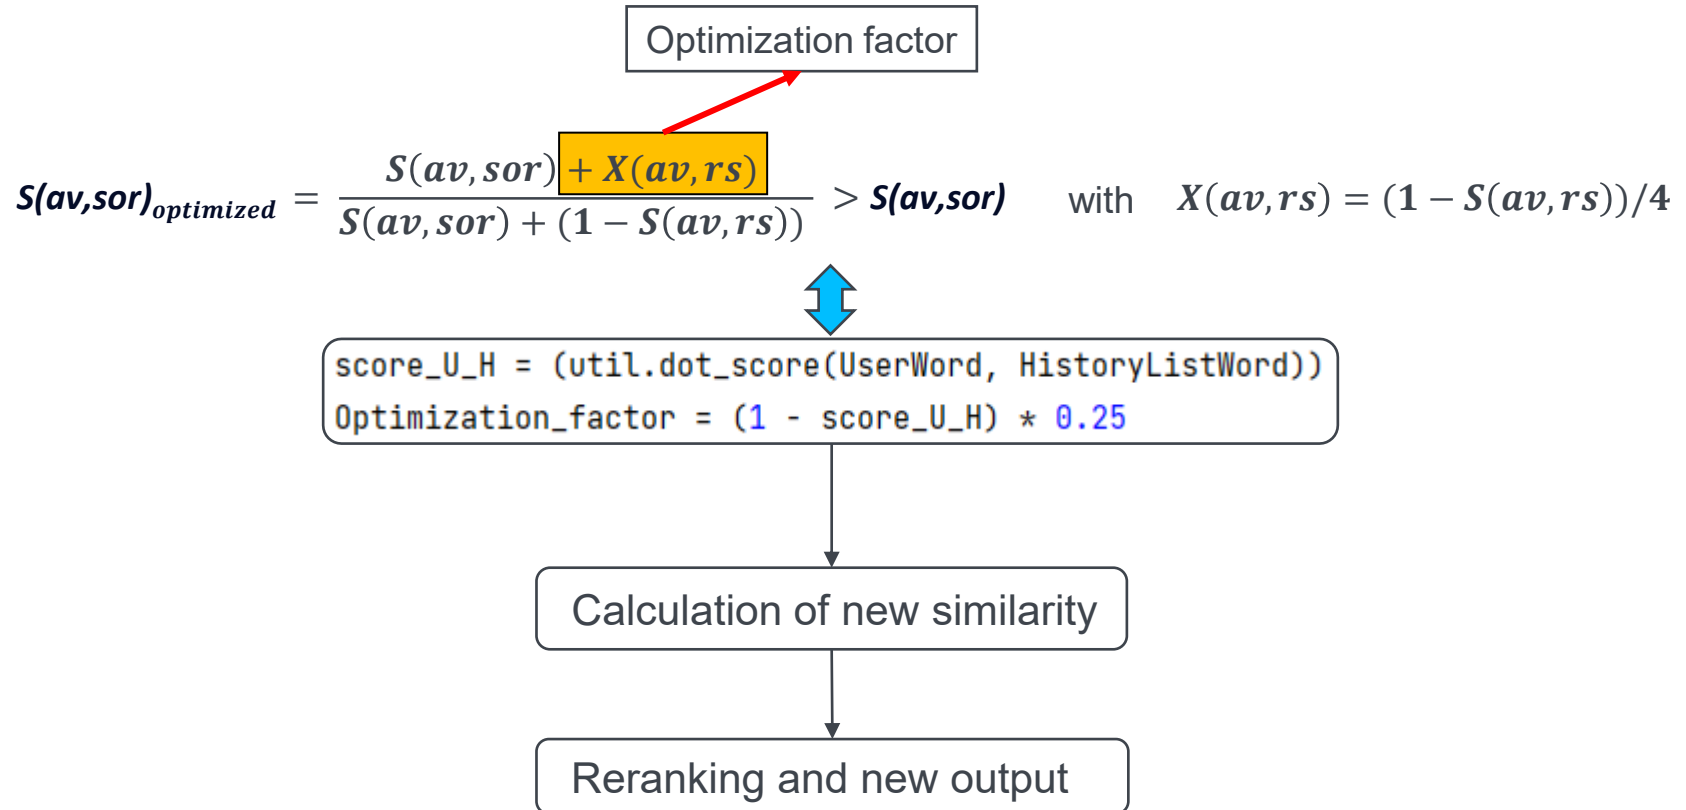 Optimization factor
S(av,sor)_optimized = (S(av, sor) + X(av, rs)) / (S(av, sor) + (1 − S(av, rs))) > S(av,sor) with X(av, rs) = (1 − S(av, rs))/4
score_U_H = (util.dot_score(UserWord, HistoryListWord))
Optimization_factor = (1 - score_U_H) * 0.25
Calculation of new similarity
Reranking and new output